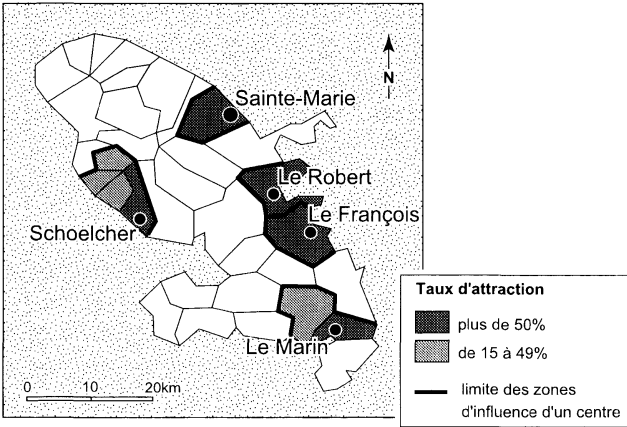 N
Sainte-Marie
Le Robert
Le François
Schoelcher
Le Marin
0 10 20km
Taux d'attraction
plus de 50%
de 15 à 49%
limite des zones
d'influence d'un centre